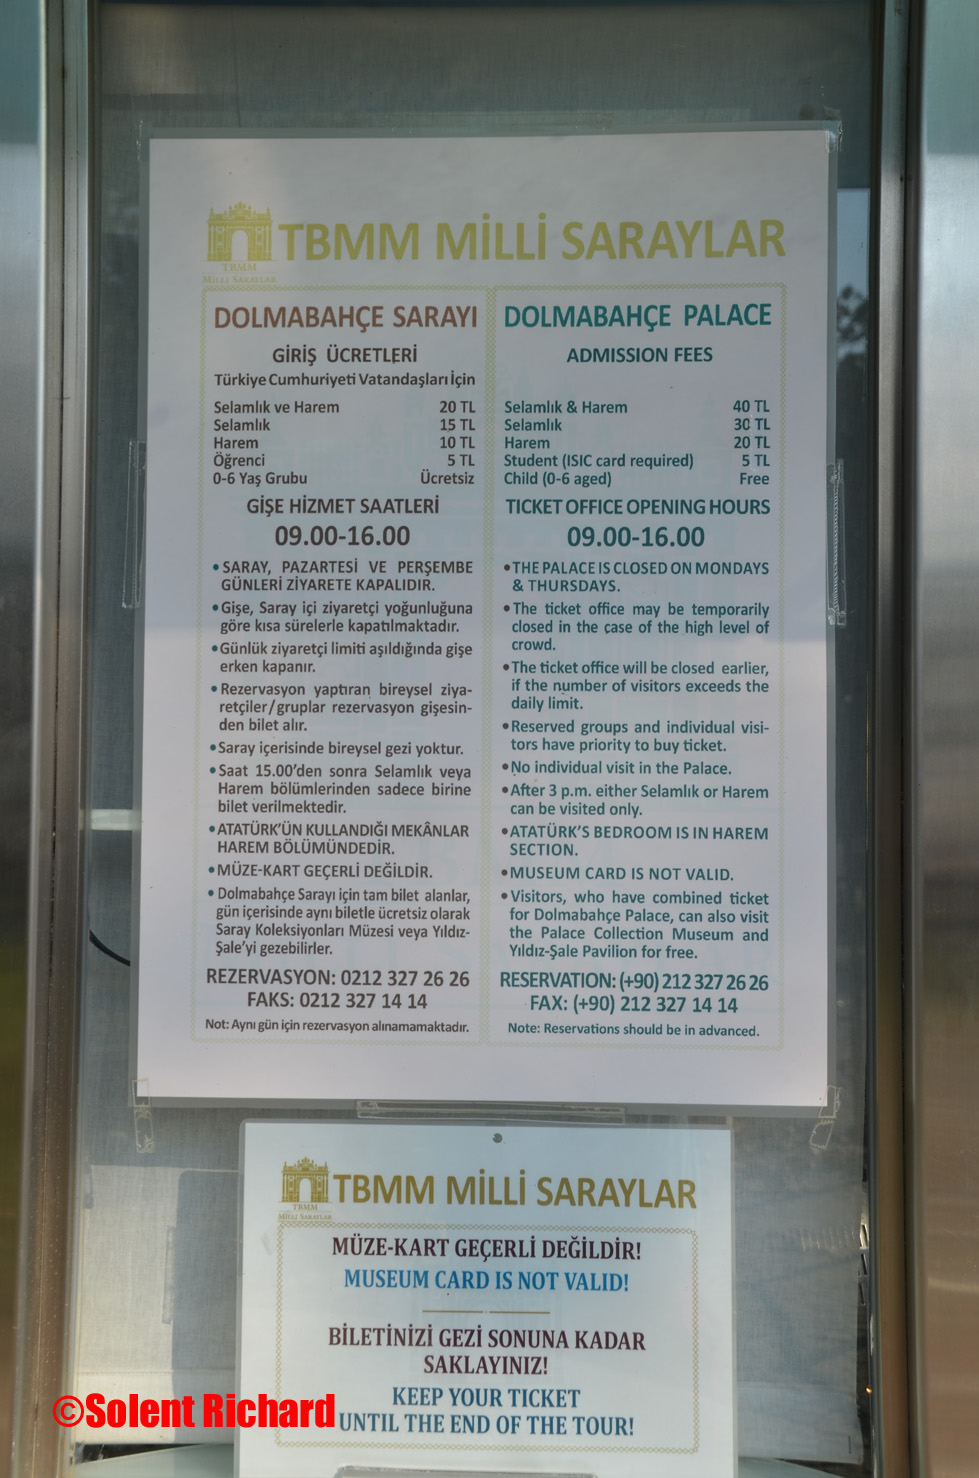 TBMM MİLLİ SARAYLAR
TBMM
MİLLİ SARAYLAR
DOLMABAHÇE SARAYI
GİRİŞ ÜCRETLERİ
Türkiye Cumhuriyeti Vatandaşları İçin
Selamlık ve Harem 20 TL
Selamlık 15 TL
Harem 10 TL
Öğrenci 5 TL
0-6 Yaş Grubu Ücretsiz
GİŞE HİZMET SAATLERİ
09.00-16.00
• SARAY, PAZARTESİ VE PERŞEMBE
GÜNLERİ ZİYARETE KAPALIDIR.
• Gişe, Saray içi ziyaretçi yoğunluğuna
göre kısa sürelerle kapatılmaktadır.
• Günlük ziyaretçi limiti aşıldığında gişe
erken kapanır.
• Rezervasyon yaptıran bireysel ziya-
retçiler/gruplar rezervasyon gişesin-
den bilet alır.
• Saray içerisinde bireysel gezi yoktur.
• Saat 15.00'den sonra Selamlık veya
Harem bölümlerinden sadece birine
bilet verilmektedir.
• ATATÜRK'ÜN KULLANDIĞI MEKÂNLAR
HAREM BÖLÜMÜNDEDİR.
• MÜZE-KART GEÇERLİ DEĞİLDİR.
• Dolmabahçe Sarayı için tam bilet alanlar,
gün içerisinde aynı biletle ücretsiz olarak
Saray Koleksiyonları Müzesi veya Yıldız-
Şale'yi gezebilirler.
REZERVASYON: 0212 327 26 26
FAKS: 0212 327 14 14
Not: Aynı gün için rezervasyon alınamamaktadır.
DOLMABAHÇE PALACE
ADMISSION FEES
Selamlık & Harem 40 TL
Selamlık 30 TL
Harem 20 TL
Student (ISIC card required) 5 TL
Child (0-6 aged) Free
TICKET OFFICE OPENING HOURS
09.00-16.00
• THE PALACE IS CLOSED ON MONDAYS
& THURSDAYS.
• The ticket office may be temporarily
closed in the case of the high level of
crowd.
• The ticket office will be closed earlier,
if the number of visitors exceeds the
daily limit.
• Reserved groups and individual visi-
tors have priority to buy ticket.
• No individual visit in the Palace.
• After 3 p.m. either Selamlık or Harem
can be visited only.
• ATATÜRK'S BEDROOM IS IN HAREM
SECTION.
• MUSEUM CARD IS NOT VALID.
• Visitors, who have combined ticket
for Dolmabahçe Palace, can also visit
the Palace Collection Museum and
Yıldız-Şale Pavilion for free.
RESERVATION: (+90) 212 327 26 26
FAX: (+90) 212 327 14 14
Note: Reservations should be in advanced.
TBMM MİLLİ SARAYLAR
TBMM
MİLLİ SARAYLAR
MÜZE-KART GEÇERLİ DEĞİLDİR!
MUSEUM CARD IS NOT VALID!
BİLETİNİZİ GEZİ SONUNA KADAR
SAKLAYINIZ!
KEEP YOUR TICKET
UNTIL THE END OF THE TOUR!
©Solent Richard